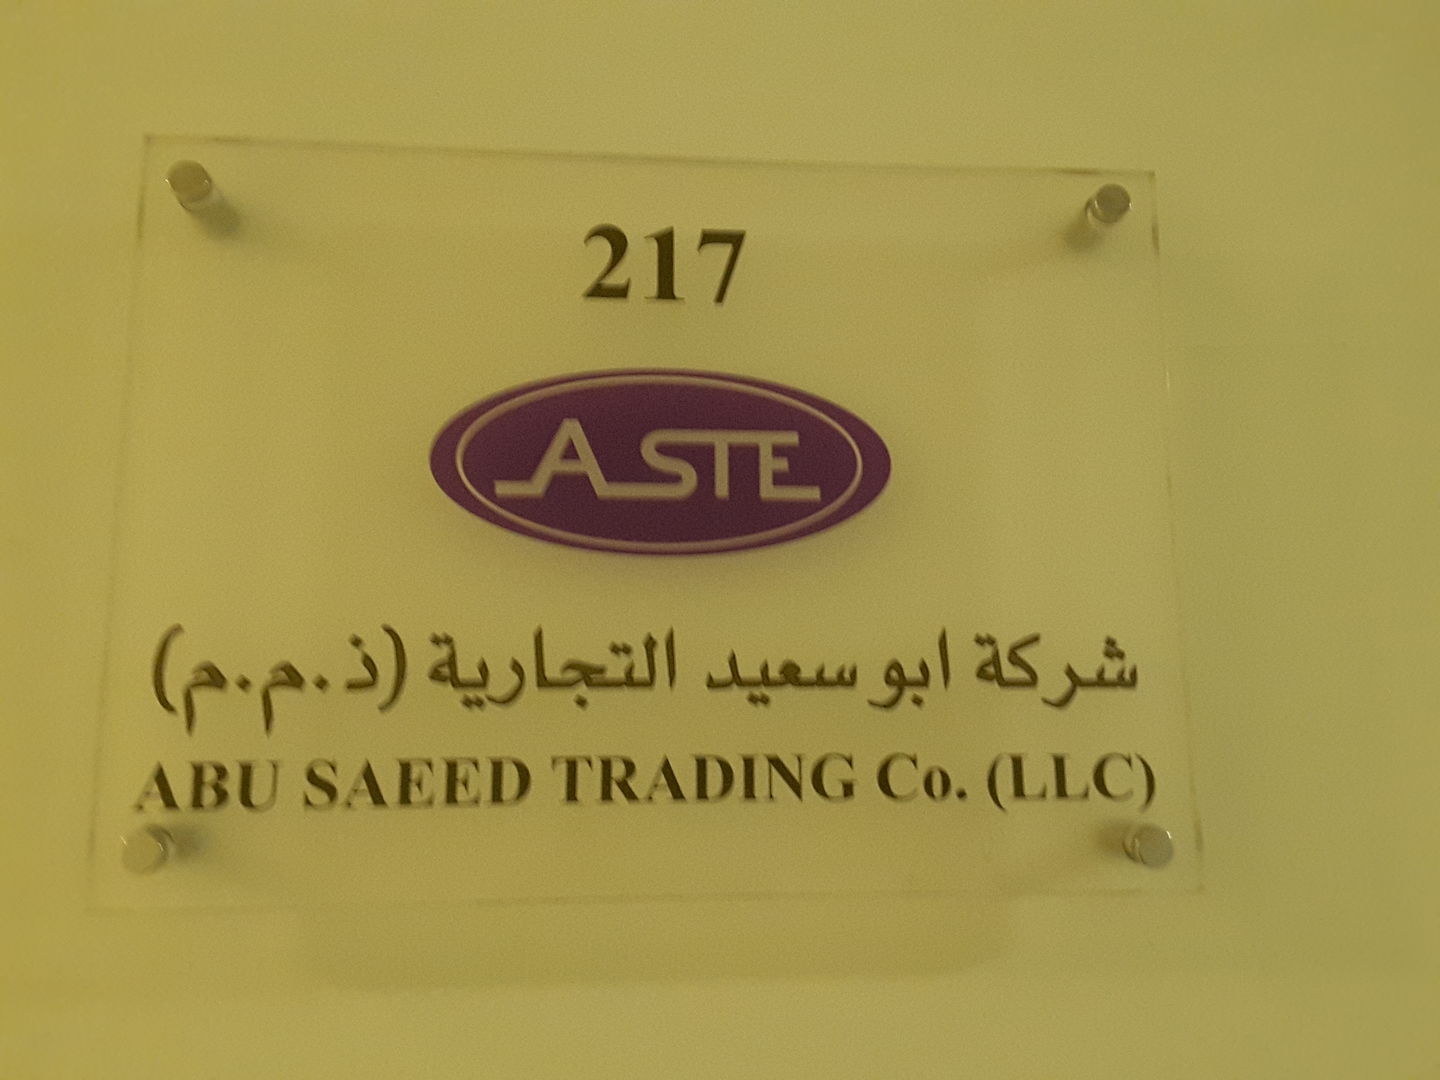 217
ASTE
شركة ابو سعيد التجارية (ذ.م.م)
ABU SAEED TRADING Co. (LLC)